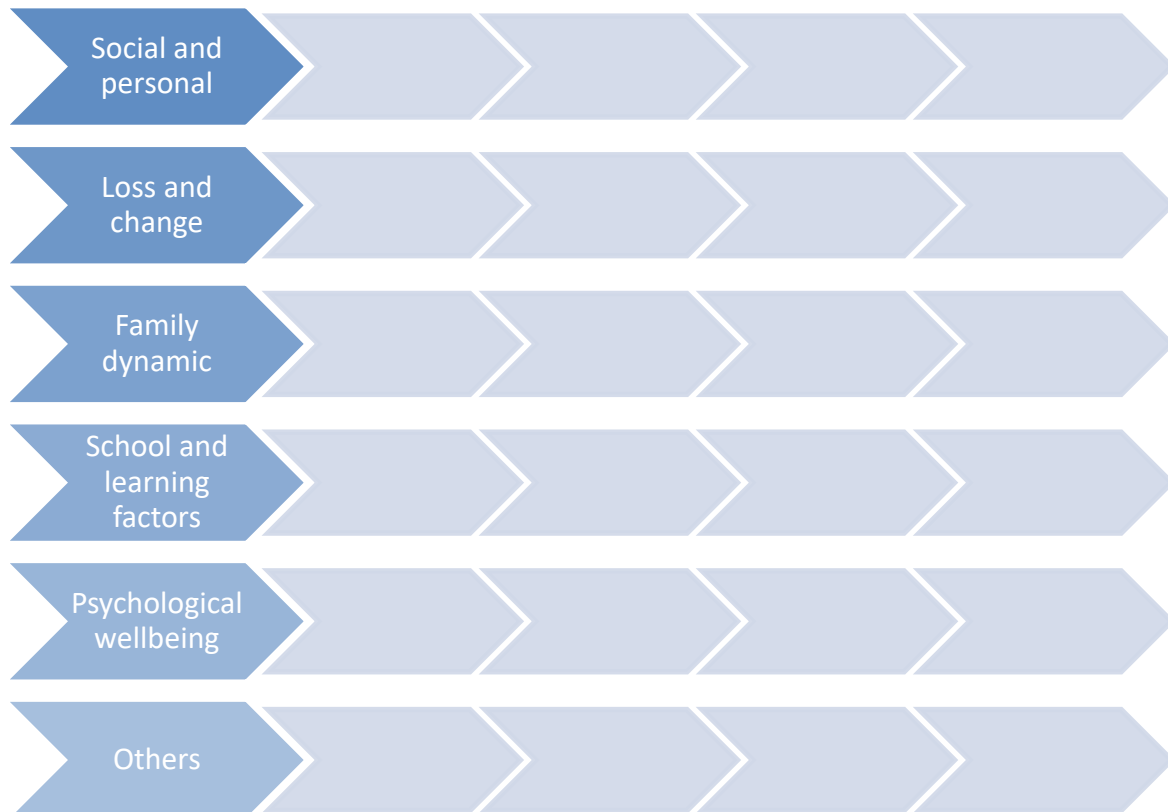 Social and
personal
Loss and
change
Family
dynamic
School and
learning
factors
Psychological
wellbeing
Others